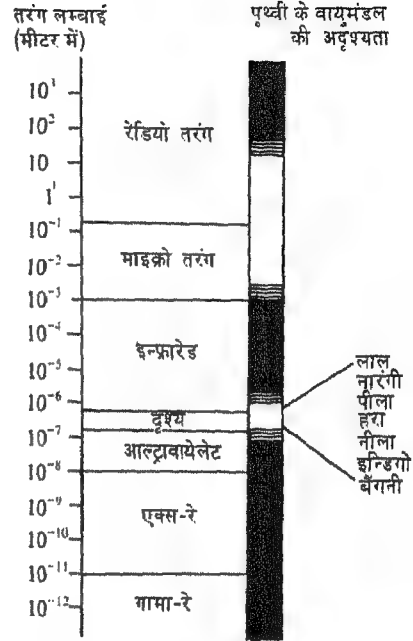 तरंग लम्बाई
(मीटर में)
पृथ्वी के वायुमंडल
की अदृश्यता
10³
10²
10
1
10⁻¹
10⁻²
10⁻³
10⁻⁴
10⁻⁵
10⁻⁶
10⁻⁷
10⁻⁸
10⁻⁹
10⁻¹⁰
10⁻¹¹
10⁻¹²
रेडियो तरंग
माइक्रो तरंग
इन्फ्रारेड
दृश्य
आल्ट्रावायेलेट
एक्स-रे
गामा-रे
लाल
नारंगी
पीला
हरा
नीला
इन्डिगो
बैंगनी